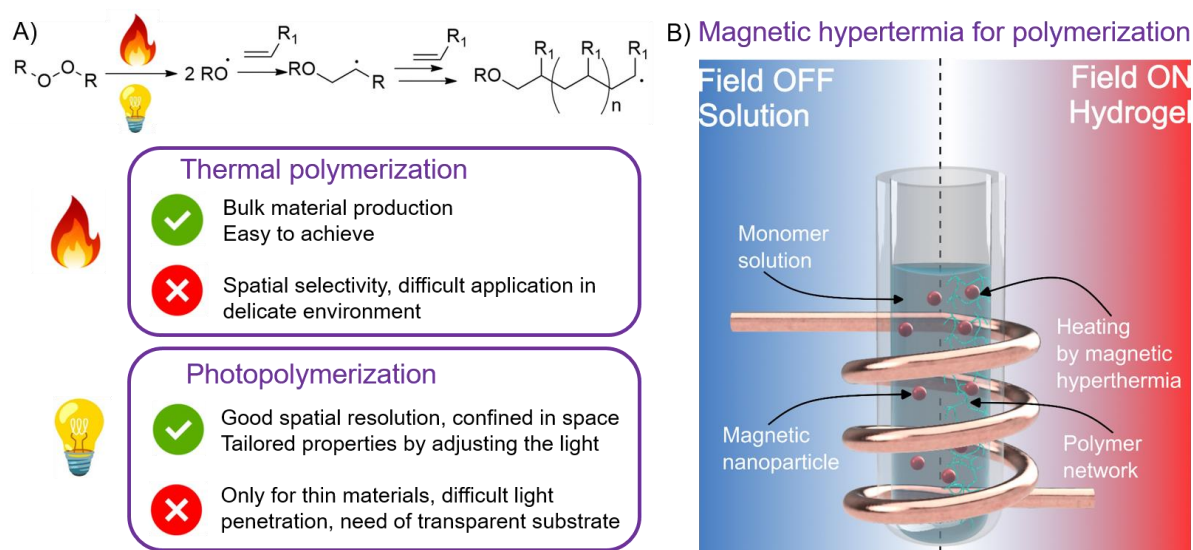 A)
R O O R
2 RO•
R₁
RO
•
R
R₁
RO
R₁
R₁
R₁
•
n
Thermal polymerization
Bulk material production
Easy to achieve
Spatial selectivity, difficult application in
delicate environment
Photopolymerization
Good spatial resolution, confined in space
Tailored properties by adjusting the light
Only for thin materials, difficult light
penetration, need of transparent substrate
B) Magnetic hypertermia for polymerization
Field OFF
Solution
Field ON
Hydrogel
Monomer
solution
Heating
by magnetic
hyperthermia
Magnetic
nanoparticle
Polymer
network